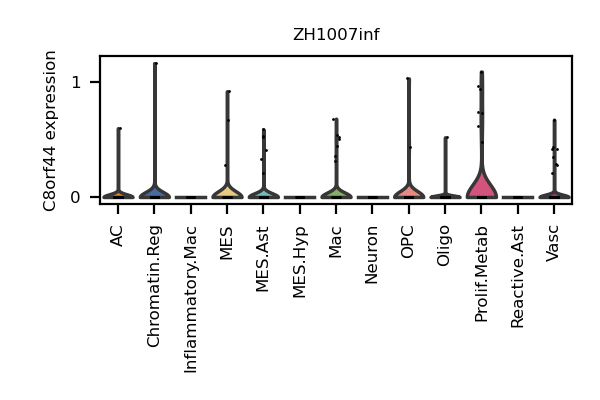 ZH1007inf
C8orf44 expression
1
0
AC
Chromatin.Reg
Inflammatory.Mac
MES
MES.Ast
MES.Hyp
Mac
Neuron
OPC
Oligo
Prolif.Metab
Reactive.Ast
Vasc